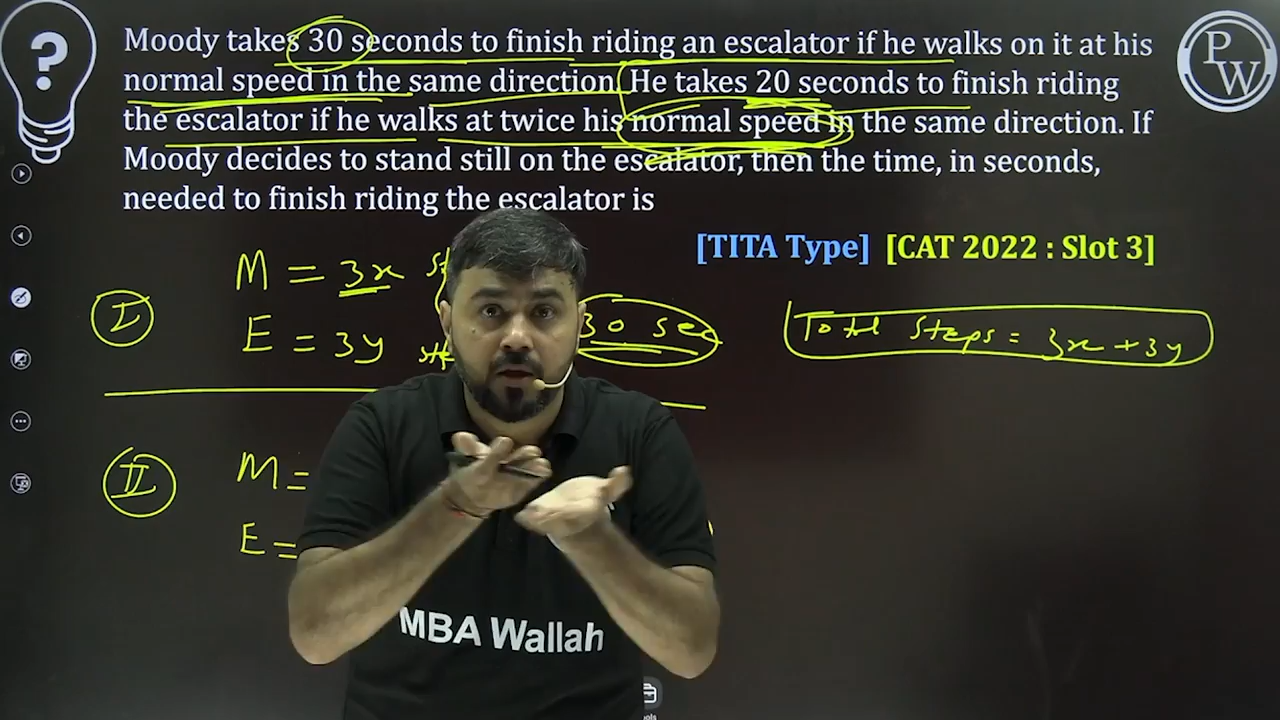 Moody takes 30 seconds to finish riding an escalator if he walks on it at his
normal speed in the same direction. He takes 20 seconds to finish riding
the escalator if he walks at twice his normal speed in the same direction. If
Moody decides to stand still on the escalator, then the time, in seconds,
needed to finish riding the escalator is
[TITA Type] [CAT 2022 : Slot 3]
?
PW
I
M = 3x st
E = 3y ste
30 sec
Total steps = 3x + 3y
II
M =
E =
MBA Wallah